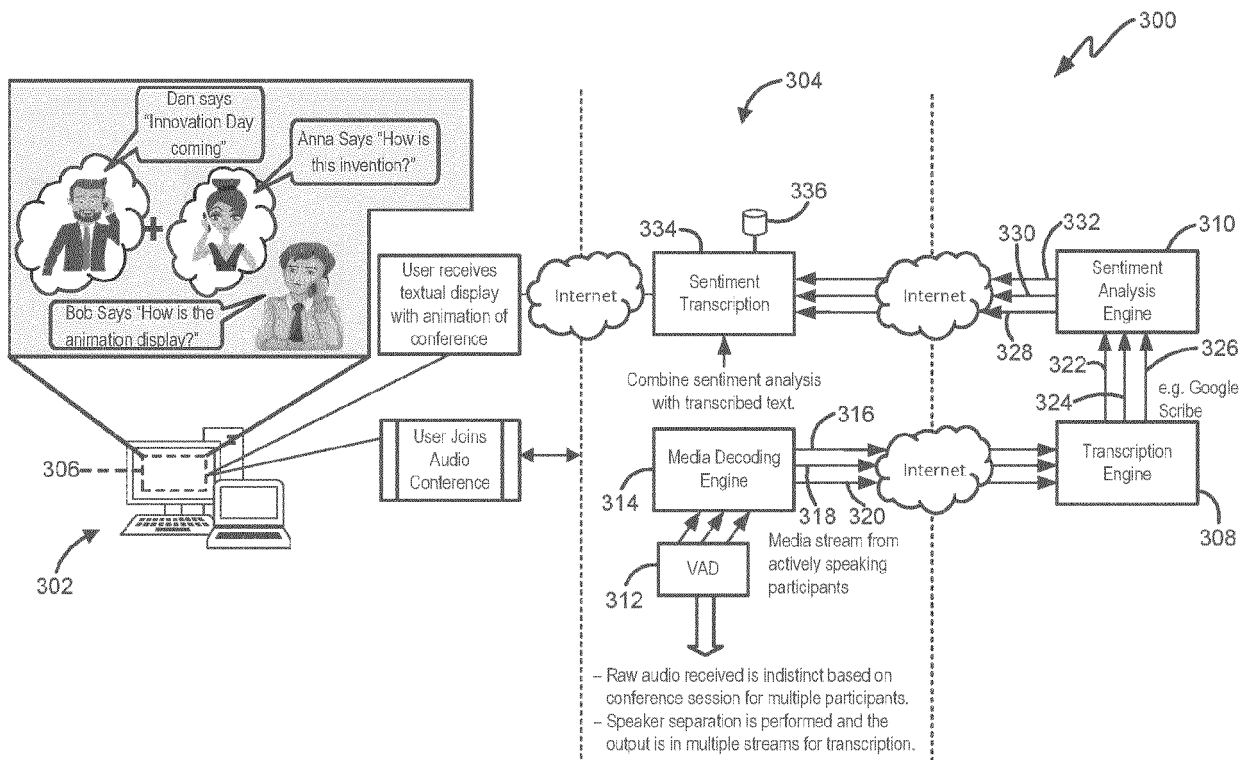 300
304
Dan says
"Innovation Day
coming"
Anna Says "How is
this invention?"
+
Bob Says "How is the
animation display?"
306
302
User receives
textual display
with animation of
conference
User Joins
Audio
Conference
Internet
334
336
Sentiment
Transcription
Combine sentiment analysis
with transcribed text.
Internet
330
332
328
310
Sentiment
Analysis
Engine
322
324
326
e.g. Google
Scribe
314
Media Decoding
Engine
316
318
320
Internet
Transcription
Engine
308
Media stream from
actively speaking
participants
312
VAD
– Raw audio received is indistinct based on
conference session for multiple participants.
– Speaker separation is performed and the
output is in multiple streams for transcription.